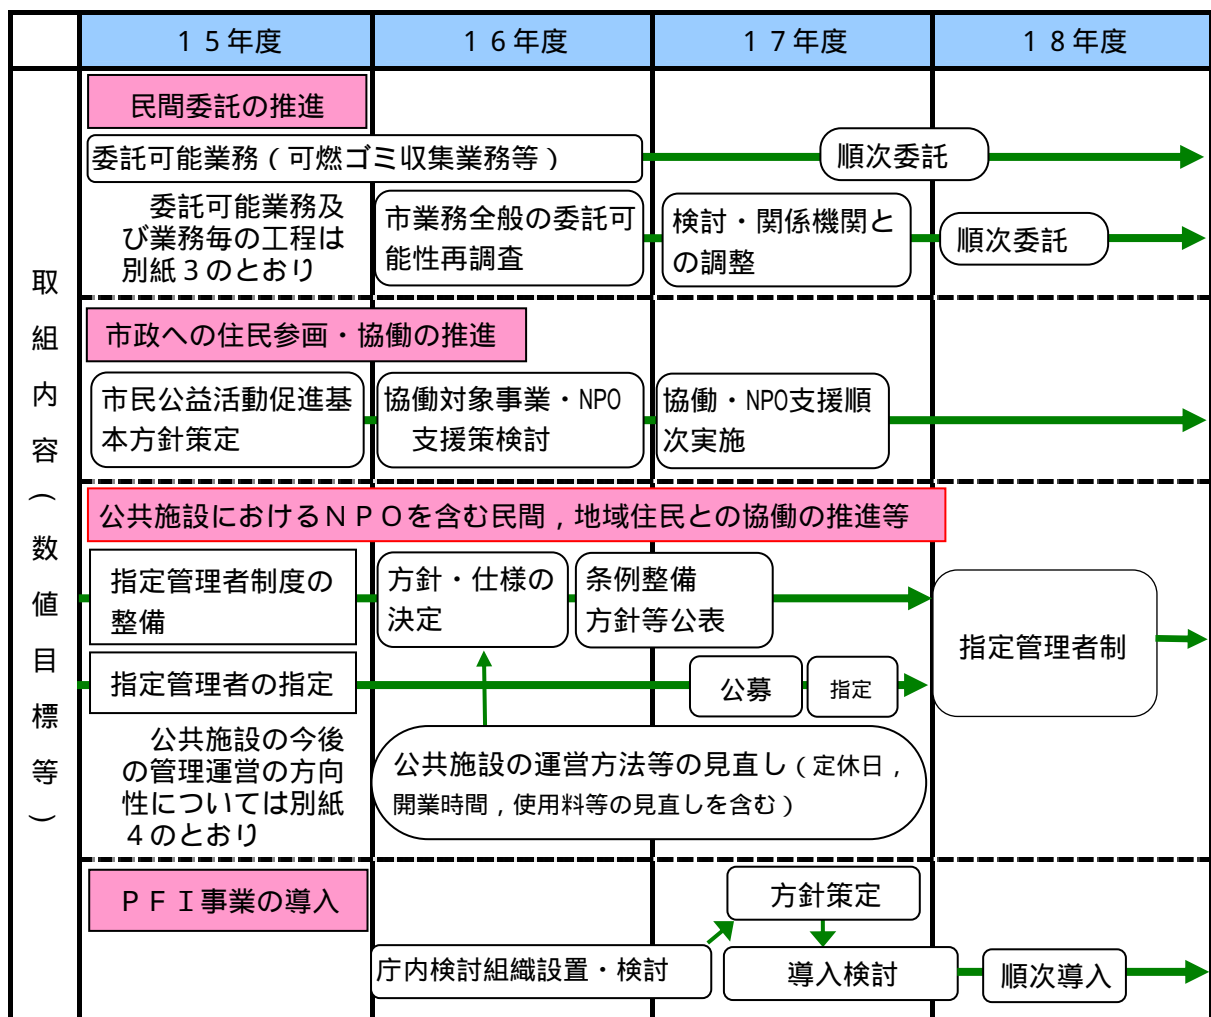 １５年度
１６年度
１７年度
１８年度
取組内容（数値目標等）
民間委託の推進
委託可能業務（可燃ゴミ収集業務等）
順次委託
委託可能業務及
び業務毎の工程は
別紙３のとおり
市業務全般の委託可
能性再調査
検討・関係機関と
の調整
順次委託
市政への住民参画・協働の推進
市民公益活動促進基
本方針策定
協働対象事業・NPO
支援策検討
協働・NPO支援順
次実施
公共施設におけるＮＰＯを含む民間，地域住民との協働の推進等
指定管理者制度の
整備
方針・仕様の
決定
条例整備
方針等公表
指定管理者制
指定管理者の指定
公募
指定
公共施設の今後
の管理運営の方向
性については別紙
４のとおり
公共施設の運営方法等の見直し（定休日，
開業時間，使用料等の見直しを含む）
ＰＦＩ事業の導入
方針策定
庁内検討組織設置・検討
導入検討
順次導入